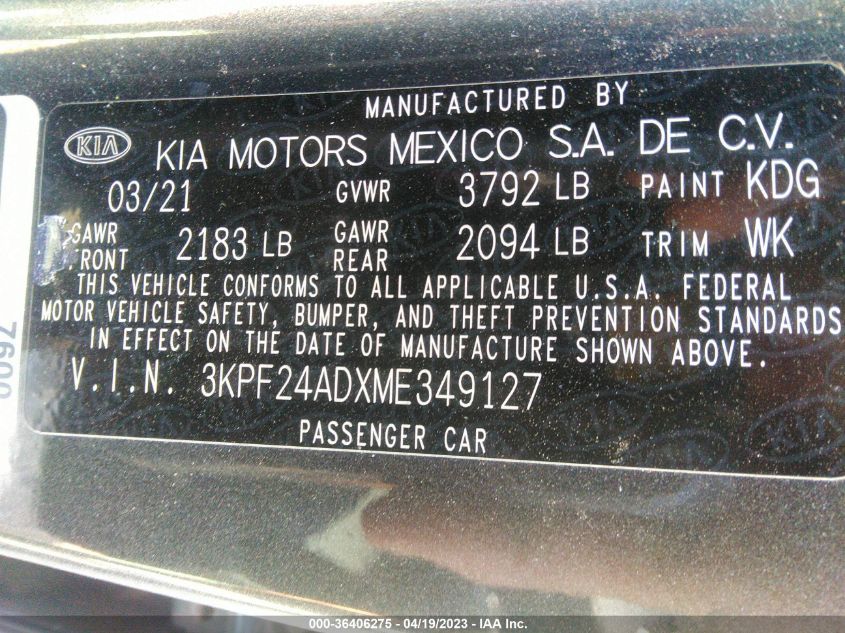 MANUFACTURED BY
KIA KIA MOTORS MEXICO S.A. DE C.V.
03/21 GVWR 3792 LB PAINT KDG
GAWR FRONT 2183 LB GAWR REAR 2094 LB TRIM WK
THIS VEHICLE CONFORMS TO ALL APPLICABLE U.S.A. FEDERAL
MOTOR VEHICLE SAFETY, BUMPER, AND THEFT PREVENTION STANDARDS
IN EFFECT ON THE DATE OF MANUFACTURE SHOWN ABOVE.
V.I.N. 3KPF24ADXME349127
PASSENGER CAR
000-36406275 - 04/19/2023 - IAA Inc.